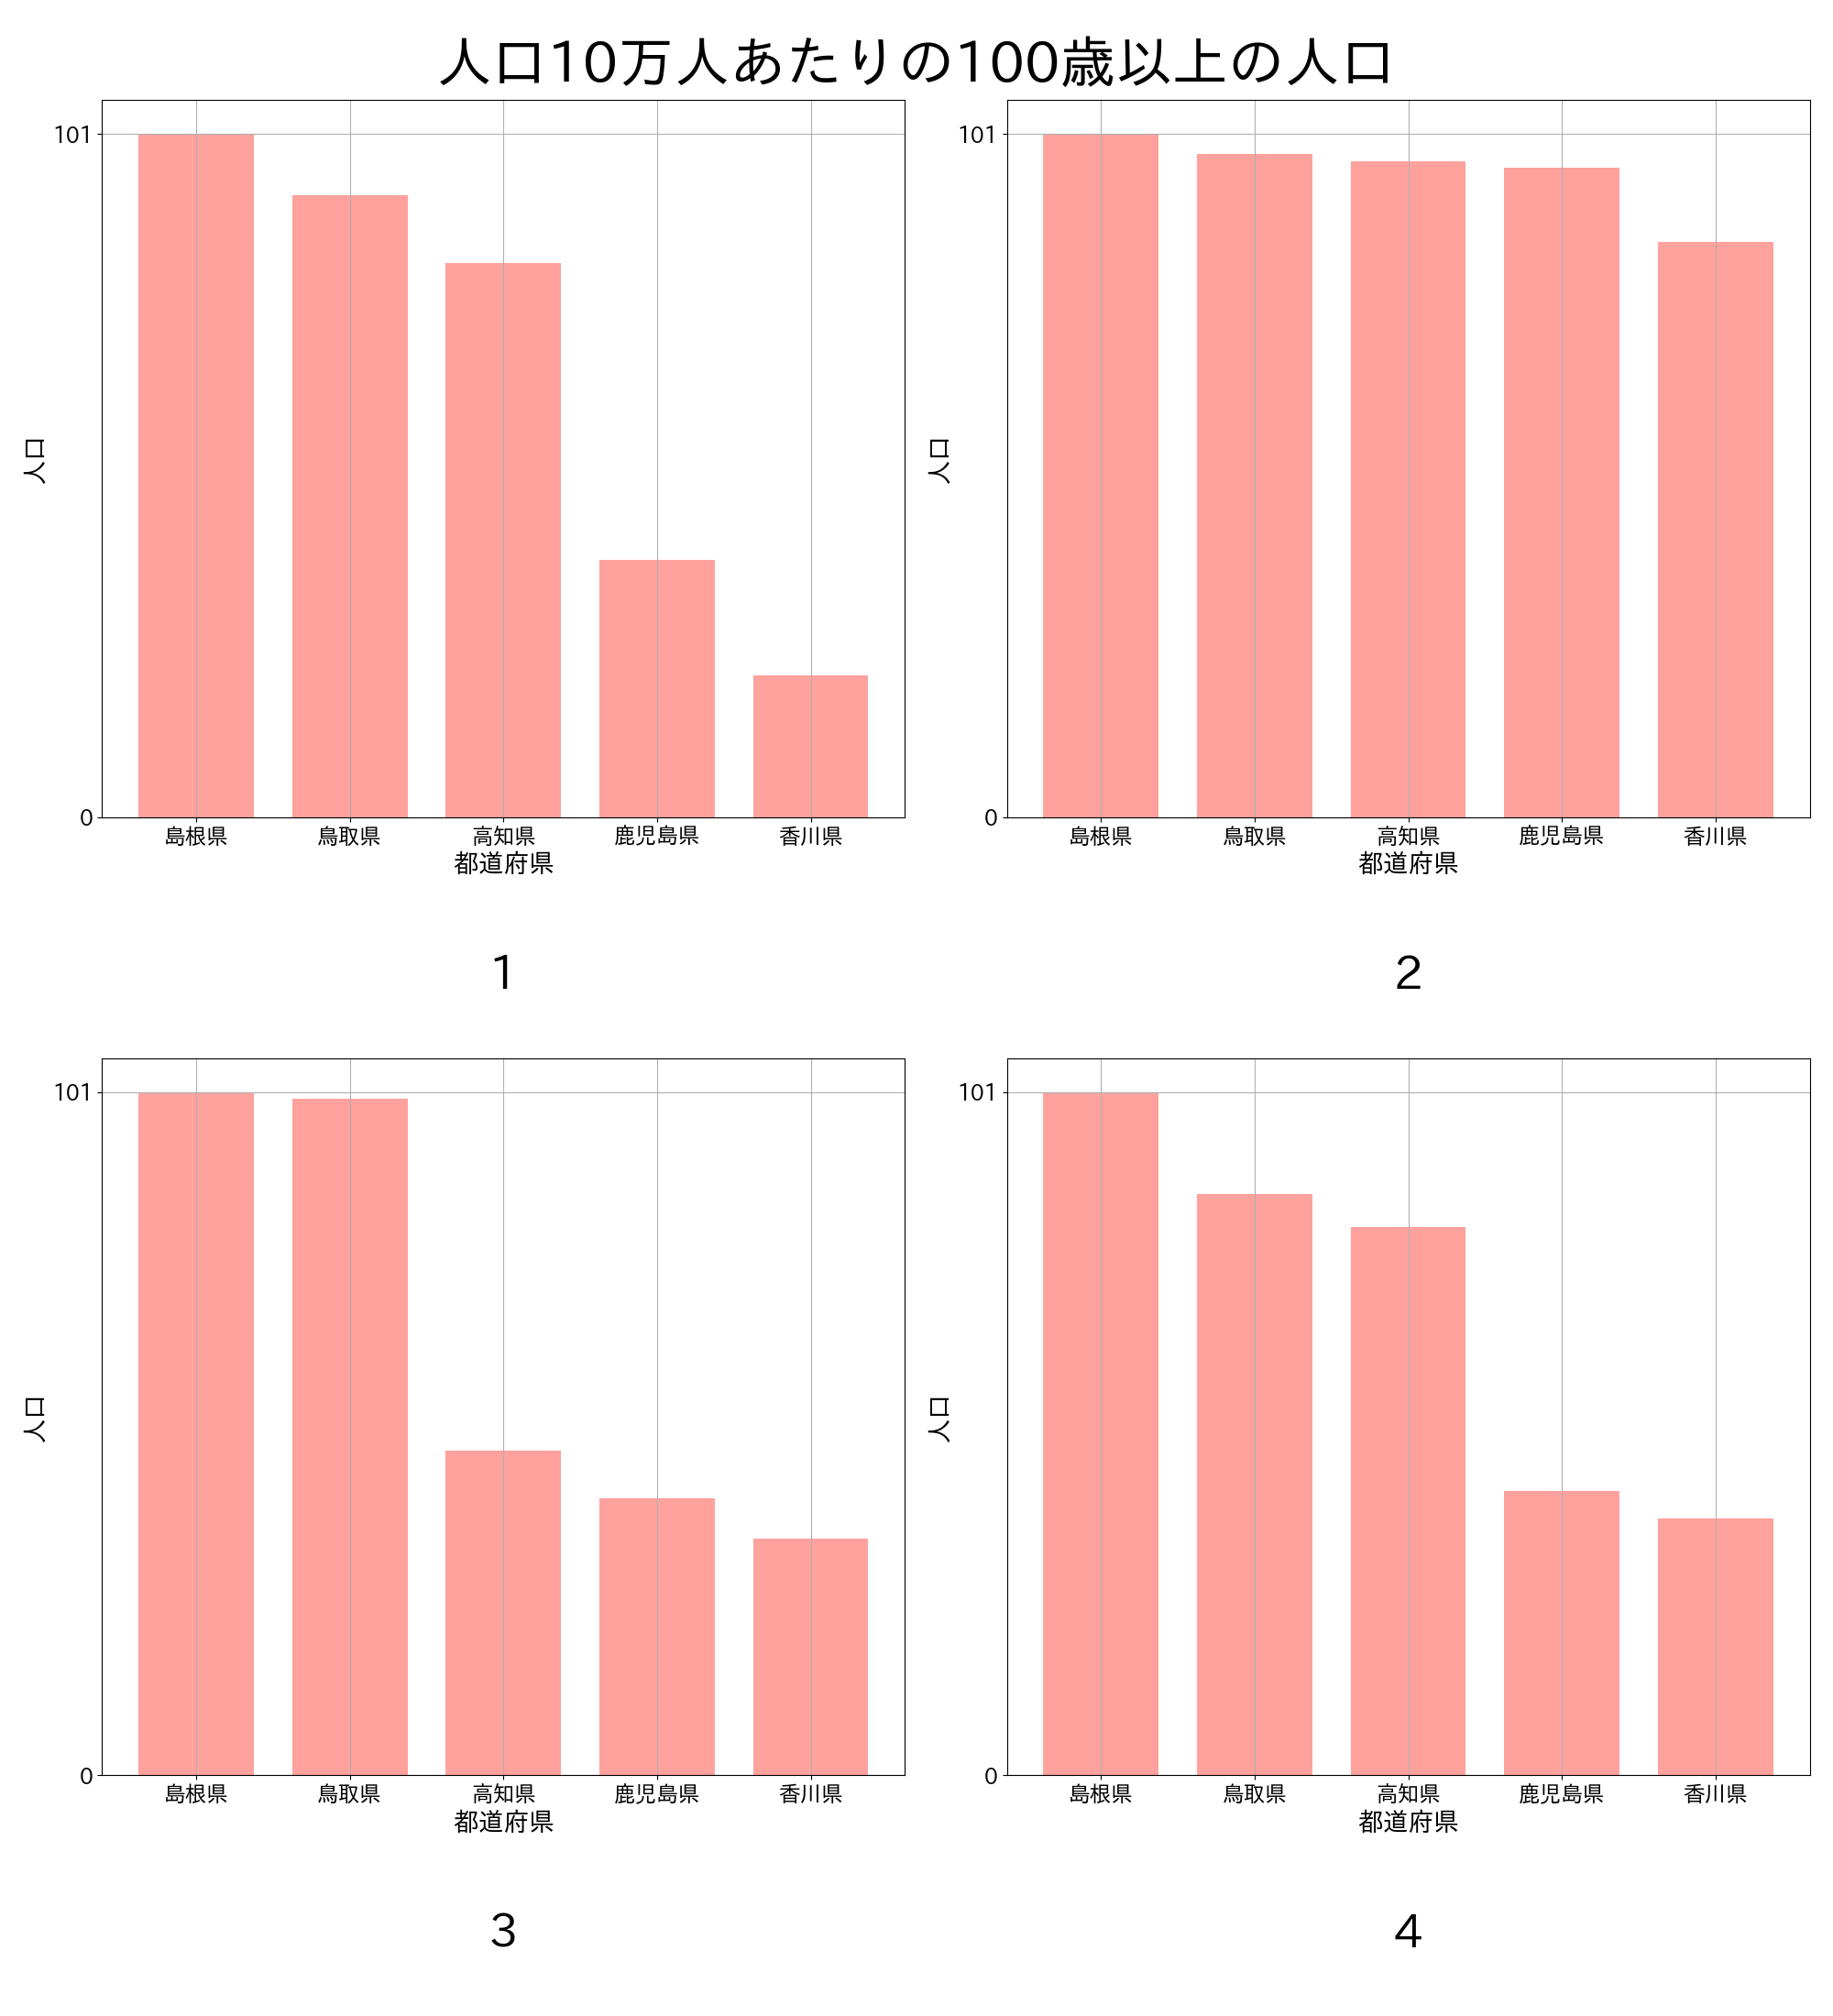 人口10万人あたりの100歳以上の人口
101
0
人口
島根県 鳥取県 高知県 鹿児島県 香川県
都道府県
1
101
0
人口
島根県 鳥取県 高知県 鹿児島県 香川県
都道府県
2
101
0
人口
島根県 鳥取県 高知県 鹿児島県 香川県
都道府県
3
101
0
人口
島根県 鳥取県 高知県 鹿児島県 香川県
都道府県
4